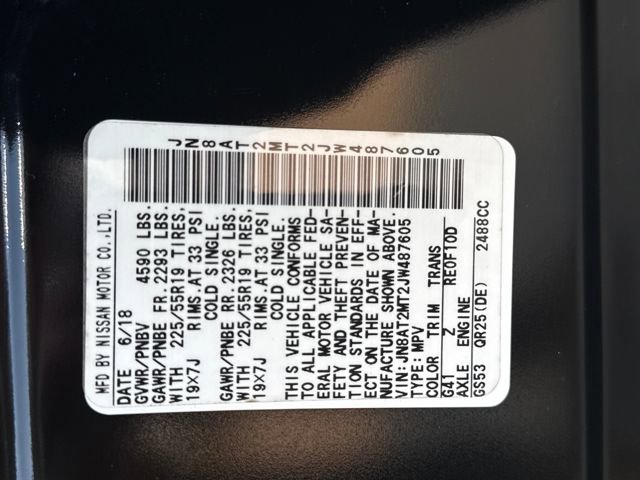 JN8AT2MT2JW487605
MFD BY NISSAN MOTOR CO.,LTD.
DATE 6/18
GVWR/PNBV 4590 LBS.
GAWR/PNBE FR. 2293 LBS.
WITH 225/55R19 TIRES,
19X7J RIMS.AT 33 PSI
COLD SINGLE.
GAWR/PNBE RR. 2326 LBS.
WITH 225/55R19 TIRES,
19X7J RIMS.AT 33 PSI
COLD SINGLE.
THIS VEHICLE CONFORMS
TO ALL APPLICABLE FED-
ERAL MOTOR VEHICLE SA-
FETY AND THEFT PREVEN-
TION STANDARDS IN EFF-
ECT ON THE DATE OF MA-
NUFACTURE SHOWN ABOVE.
VIN:JN8AT2MT2JW487605
TYPE: MPV
COLOR TRIM TRANS
G41 Z RE0F10D
AXLE ENGINE
GS53 QR25(DE) 2488CC